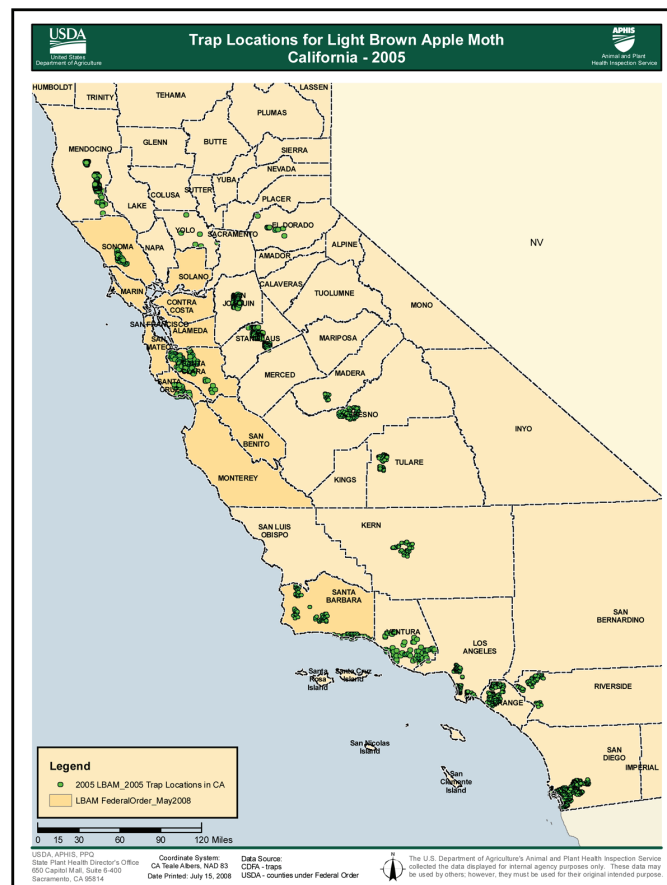 USDA
United States
Department of Agriculture
Trap Locations for Light Brown Apple Moth
California - 2005
APHIS
Animal and Plant
Health Inspection Service
HUMBOLDT
TRINITY
TEHAMA
LASSEN
PLUMAS
MENDOCINO
GLENN
BUTTE
SIERRA
NEVADA
YUBA
COLUSA
SUTTER
LAKE
PLACER
EL DORADO
YOLO
SACRAMENTO
SONOMA
NAPA
ALPINE
NV
AMADOR
SOLANO
CALAVERAS
MARIN
SAN
JOAQUIN
TUOLUMNE
MONO
CONTRA
COSTA
SAN FRANCISCO
ALAMEDA
SAN
MATEO
STANISLAUS
MARIPOSA
SANTA
CLARA
MERCED
MADERA
SANTA
CRUZ
FRESNO
INYO
SAN
BENITO
TULARE
MONTEREY
KINGS
SAN LUIS
OBISPO
KERN
SANTA
BARBARA
SAN
BERNARDINO
VENTURA
LOS
ANGELES
Santa
Rosa
Island
Santa Cruz
Island
RIVERSIDE
ORANGE
San Nicolas
Island
SAN
DIEGO
IMPERIAL
San
Clemente
Island
Legend
2005 LBAM_2005 Trap Locations in CA
LBAM FederalOrder_May2008
0 15 30 60 90 120 Miles
USDA, APHIS, PPQ
State Plant Health Director's Office
650 Capitol Mall, Suite 6-400
Sacramento, CA 95814
Coordinate System:
CA Teale Albers, NAD 83
Date Printed: July 15, 2008
Data Source:
CDFA - traps
USDA - counties under Federal Order
N
The U.S. Department of Agriculture's Animal and Plant Health Inspection Service
collected the data displayed for internal agency purposes only. These data may
be used by others; however, they must be used for their original intended purpose.